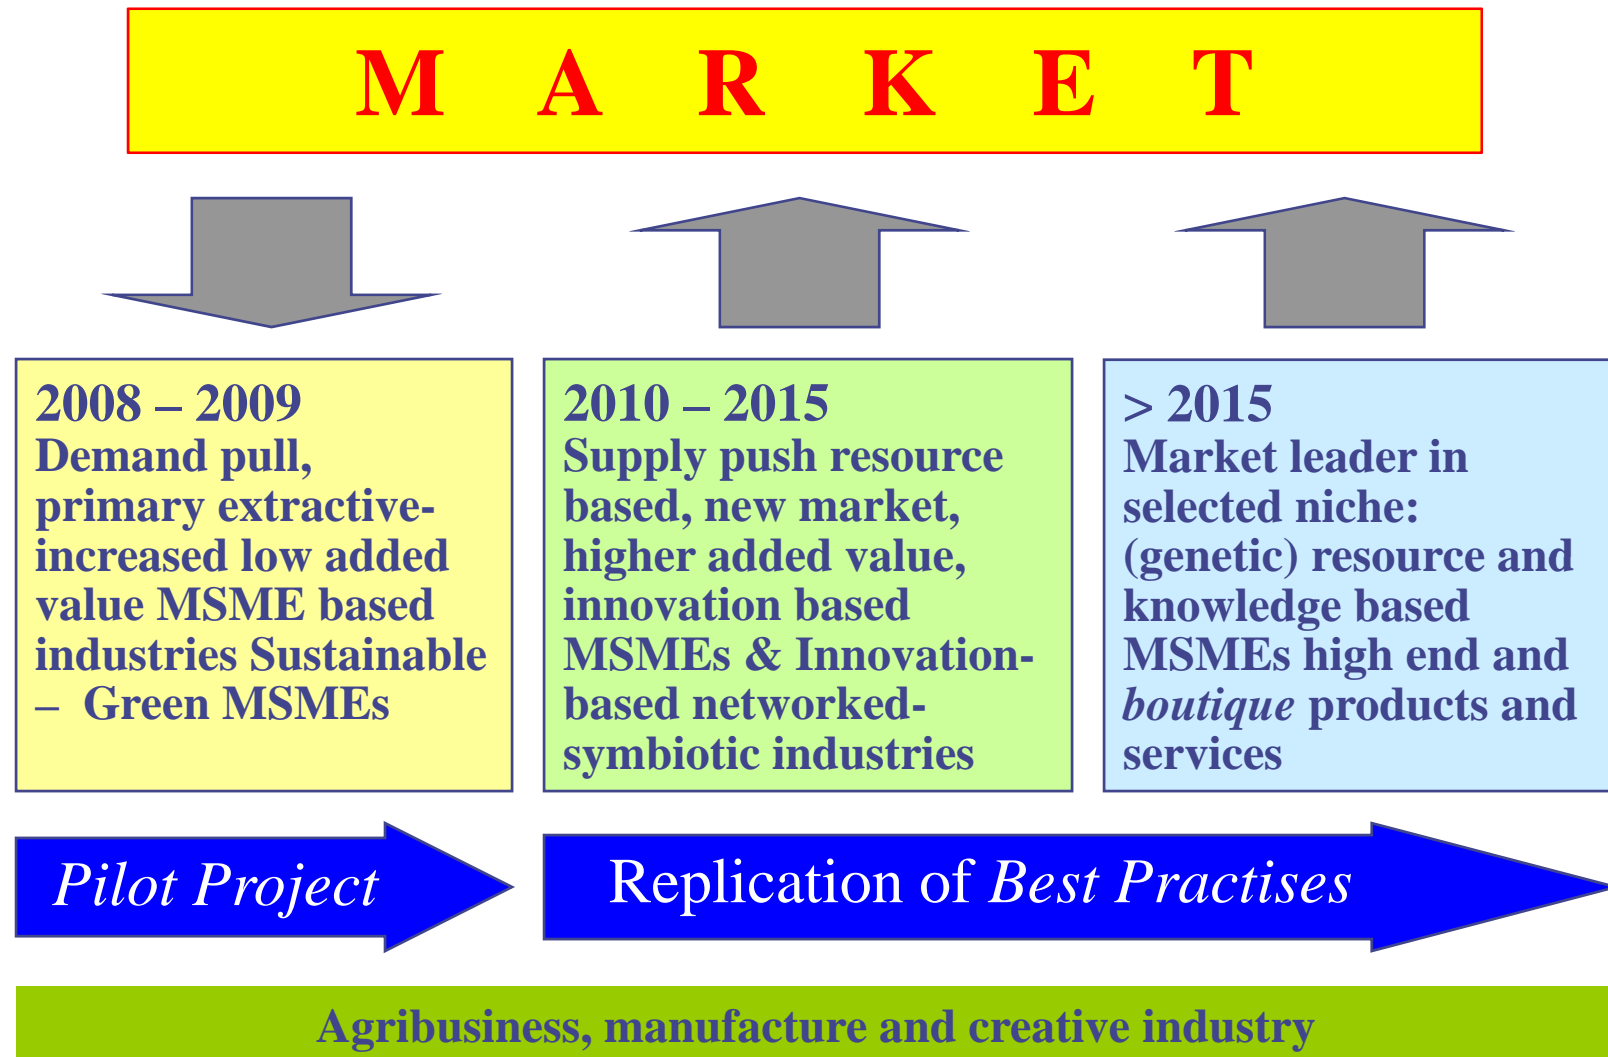 M A R K E T
2008 – 2009
Demand pull,
primary extractive-
increased low added
value MSME based
industries Sustainable
– Green MSMEs
2010 – 2015
Supply push resource
based, new market,
higher added value,
innovation based
MSMEs & Innovation-
based networked-
symbiotic industries
> 2015
Market leader in
selected niche:
(genetic) resource and
knowledge based
MSMEs high end and
boutique products and
services
Pilot Project
Replication of Best Practises
Agribusiness, manufacture and creative industry